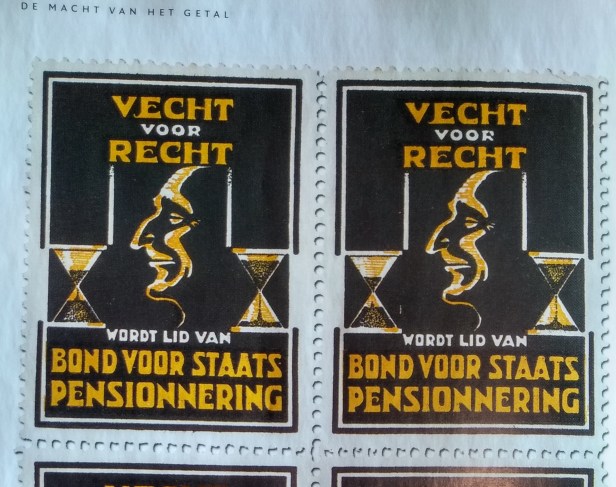 DE MACHT VAN HET GETAL
VECHT
VOOR
RECHT
WORDT LID VAN
BOND VOOR STAATS
PENSIONNERING
VECHT
VOOR
RECHT
WORDT LID VAN
BOND VOOR STAATS
PENSIONNERING